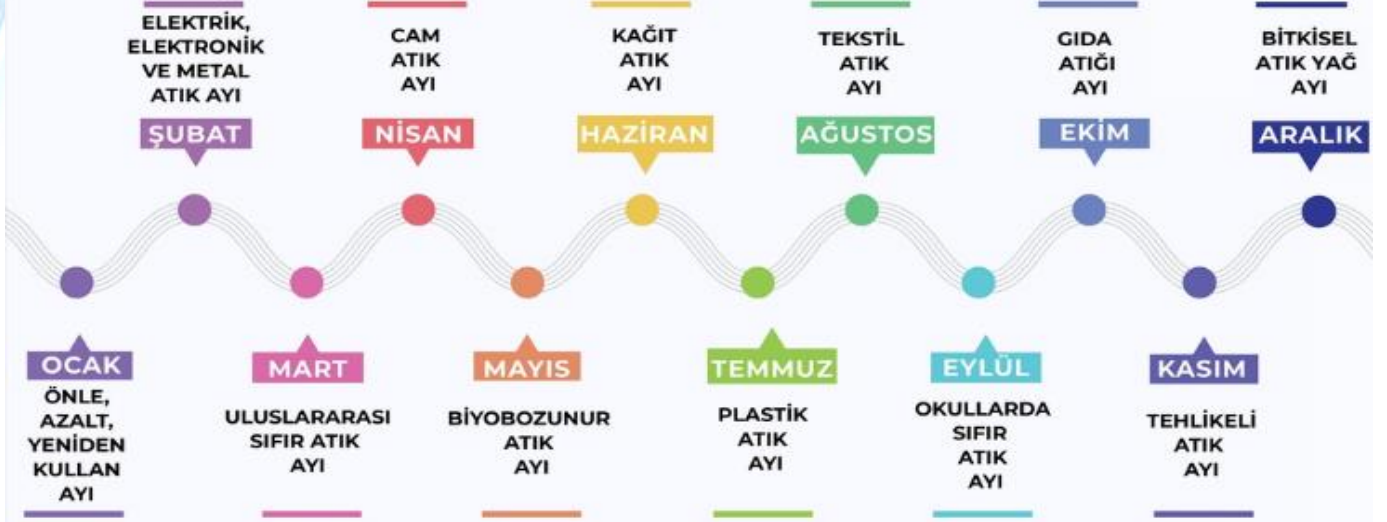 ELEKTRİK,
ELEKTRONİK
VE METAL
ATIK AYI
ŞUBAT
CAM
ATIK
AYI
NİSAN
KAĞIT
ATIK
AYI
HAZİRAN
TEKSTİL
ATIK
AYI
AĞUSTOS
GIDA
ATIĞI
AYI
EKİM
BİTKİSEL
ATIK YAĞ
AYI
ARALIK
OCAK
ÖNLE,
AZALT,
YENİDEN
KULLAN
AYI
MART
ULUSLARARASI
SIFIR ATIK
AYI
MAYIS
BİYOBOZUNUR
ATIK
AYI
TEMMUZ
PLASTİK
ATIK
AYI
EYLÜL
OKULLARDA
SIFIR
ATIK
AYI
KASIM
TEHLİKELİ
ATIK
AYI